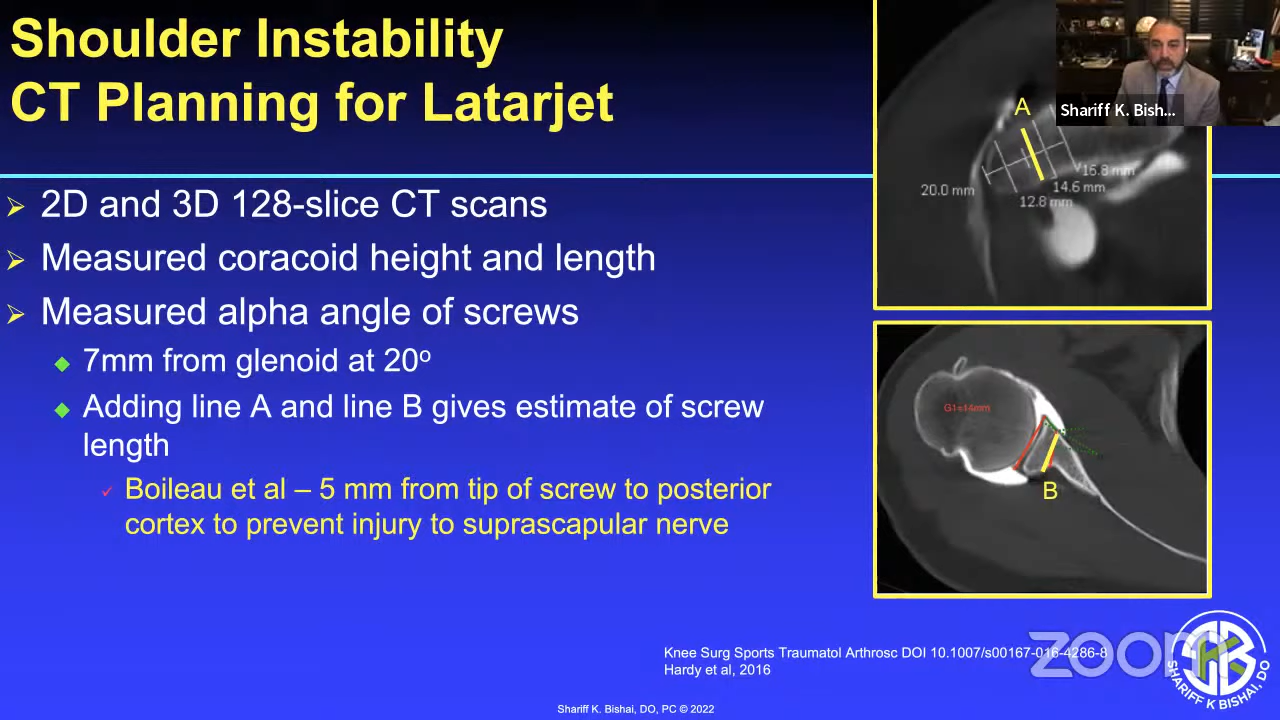 Shoulder Instability
CT Planning for Latarjet
Shariff K. Bish...
A
20.0 mm
16.8 mm
14.6 mm
12.8 mm
2D and 3D 128-slice CT scans
Measured coracoid height and length
Measured alpha angle of screws
7mm from glenoid at 20º
Adding line A and line B gives estimate of screw
length
Boileau et al – 5 mm from tip of screw to posterior
cortex to prevent injury to suprascapular nerve
G1=14mm
B
Knee Surg Sports Traumatol Arthrosc DOI 10.1007/s00167-016-4286-8
Hardy et al, 2016
zoom
SKB
SHARIFF K BISHAI, DO
Shariff K. Bishai, DO, PC © 2022